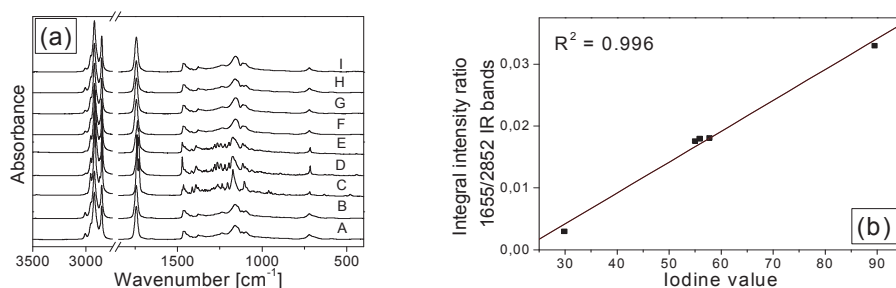 (a)
Absorbance
I
H
G
F
E
D
C
B
A
3500 3000 1500 1000 500
Wavenumber [cm⁻¹]
R² = 0.996
Integral intensity ratio
1655/2852 IR bands
0,03
0,02
0,01
0,00
30 40 50 60 70 80 90
Iodine value
(b)